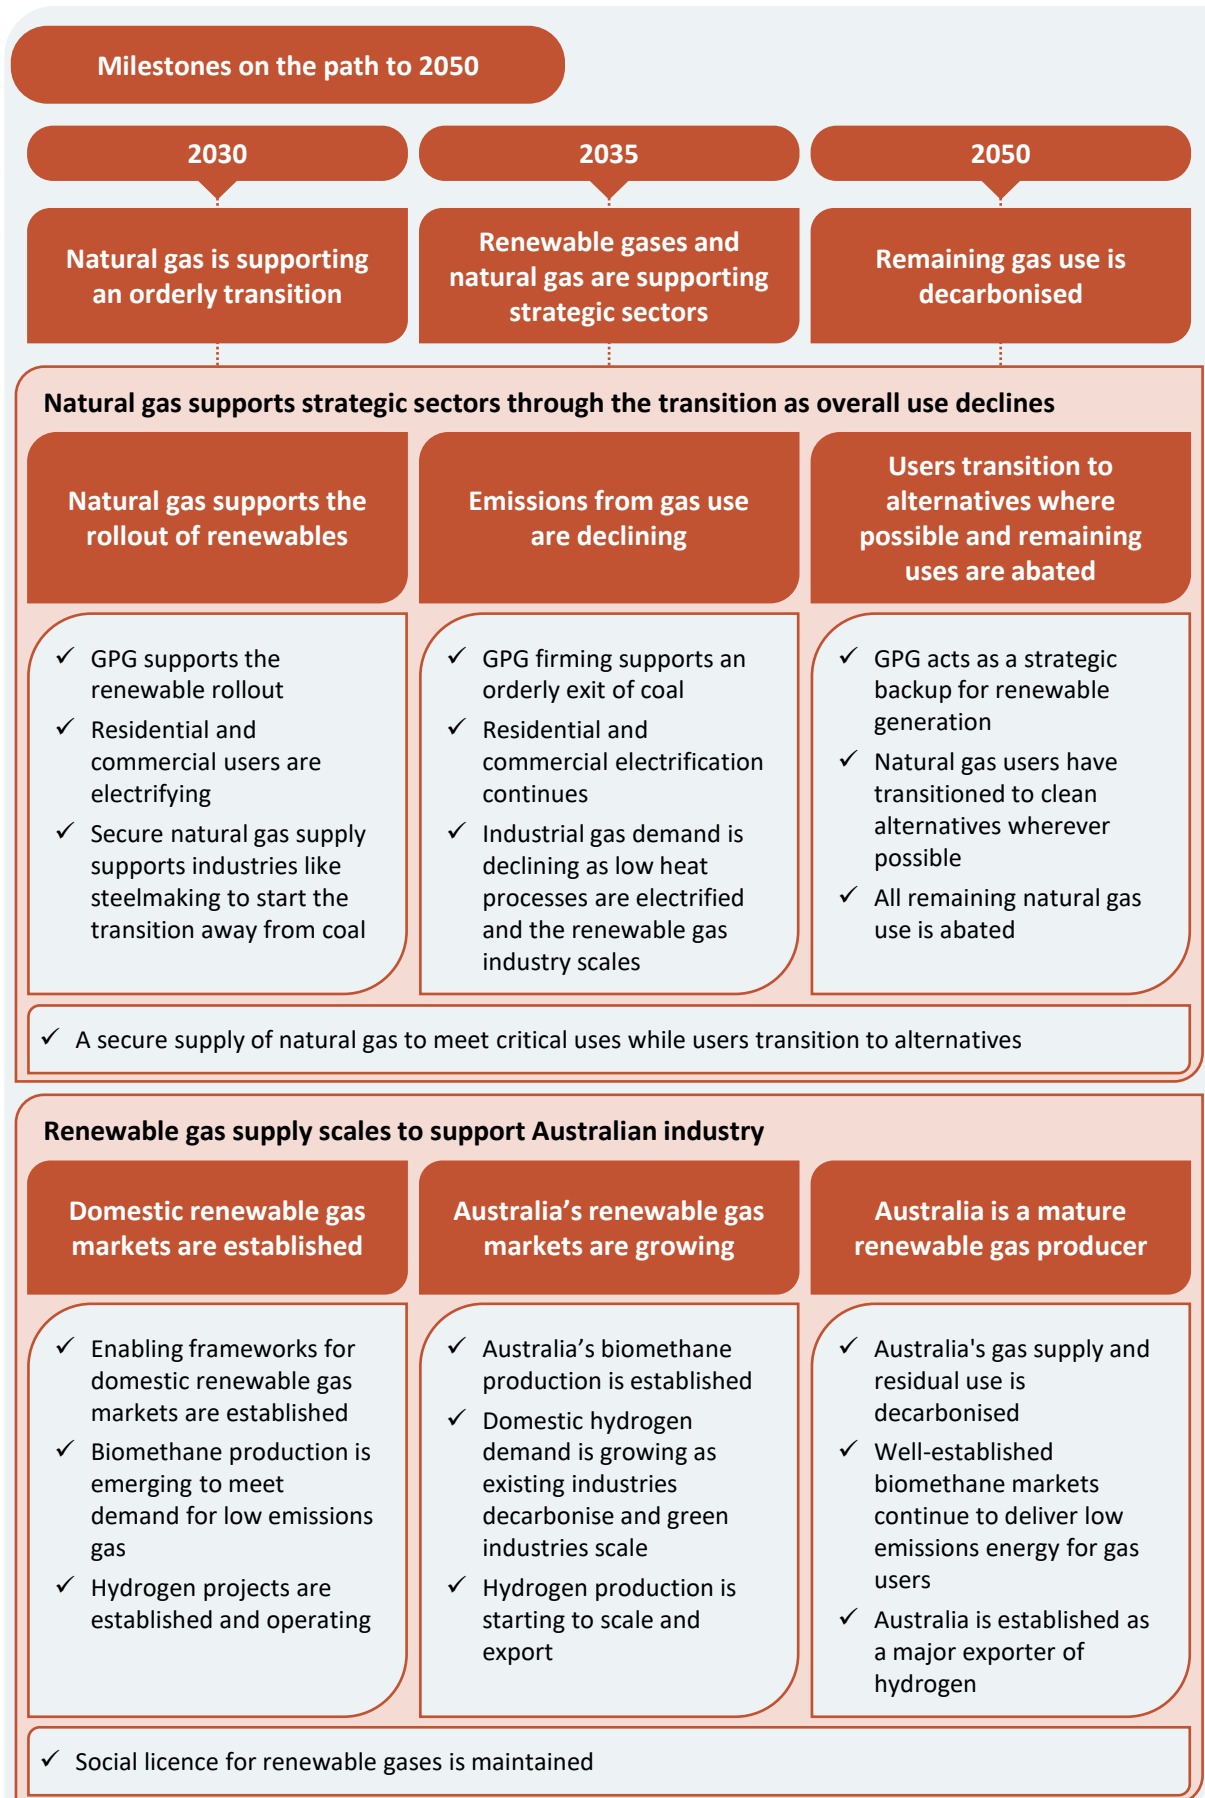 Milestones on the path to 2050
2030
2035
2050
Natural gas is supporting
an orderly transition
Renewable gases and
natural gas are supporting
strategic sectors
Remaining gas use is
decarbonised
Natural gas supports strategic sectors through the transition as overall use declines
Natural gas supports the
rollout of renewables
Emissions from gas use
are declining
Users transition to
alternatives where
possible and remaining
uses are abated
✓ GPG supports the
renewable rollout
✓ Residential and
commercial users are
electrifying
✓ Secure natural gas supply
supports industries like
steelmaking to start the
transition away from coal
✓ GPG firming supports an
orderly exit of coal
✓ Residential and
commercial electrification
continues
✓ Industrial gas demand is
declining as low heat
processes are electrified
and the renewable gas
industry scales
✓ GPG acts as a strategic
backup for renewable
generation
✓ Natural gas users have
transitioned to clean
alternatives wherever
possible
✓ All remaining natural gas
use is abated
✓ A secure supply of natural gas to meet critical uses while users transition to alternatives
Renewable gas supply scales to support Australian industry
Domestic renewable gas
markets are established
Australia’s renewable gas
markets are growing
Australia is a mature
renewable gas producer
✓ Enabling frameworks for
domestic renewable gas
markets are established
✓ Biomethane production is
emerging to meet
demand for low emissions
gas
✓ Hydrogen projects are
established and operating
✓ Australia’s biomethane
production is established
✓ Domestic hydrogen
demand is growing as
existing industries
decarbonise and green
industries scale
✓ Hydrogen production is
starting to scale and
export
✓ Australia's gas supply and
residual use is
decarbonised
✓ Well-established
biomethane markets
continue to deliver low
emissions energy for gas
users
✓ Australia is established as
a major exporter of
hydrogen
✓ Social licence for renewable gases is maintained